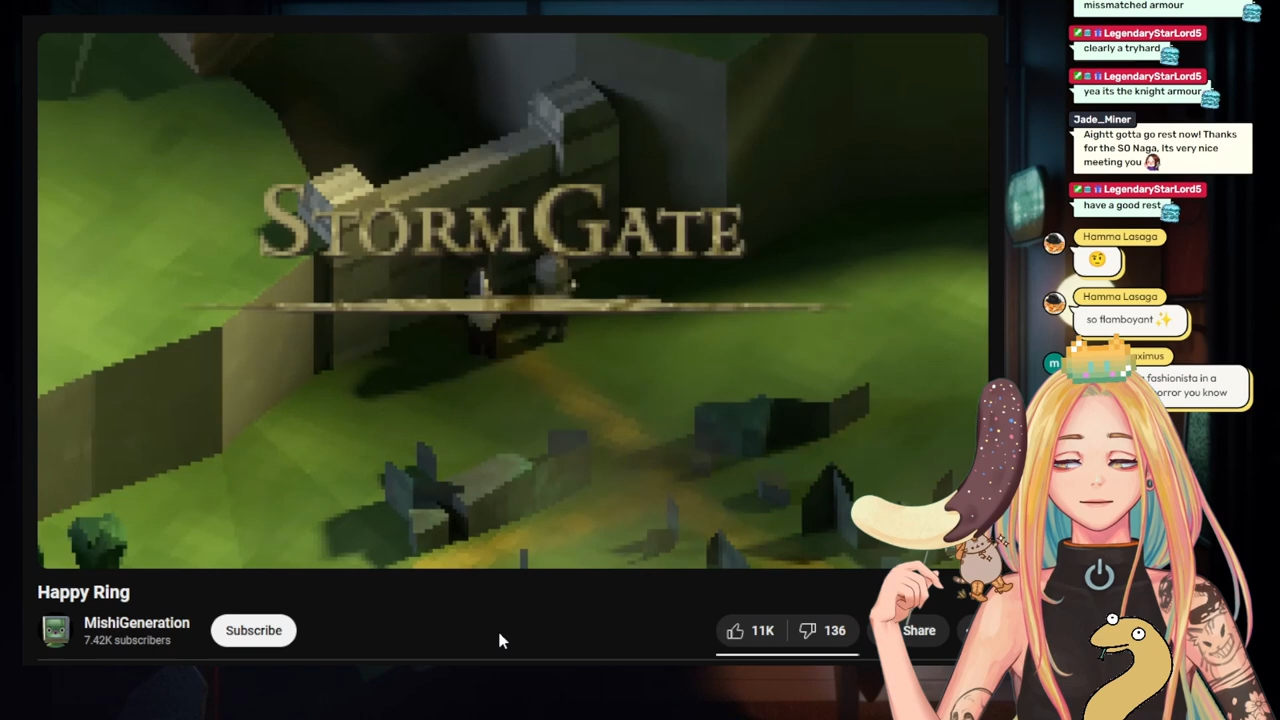 STORMGATE
Happy Ring
MishiGeneration
7.42K subscribers
Subscribe
11K
136
Share
missmatched armour
LegendaryStarLord5
clearly a tryhard
LegendaryStarLord5
yea its the knight armour
Jade_Miner
Aightt gotta go rest now! Thanks
for the SO Naga, Its very nice
meeting you
LegendaryStarLord5
have a good rest
Hamma Lasaga
Hamma Lasaga
so flamboyant
m
fashionista in a
you know